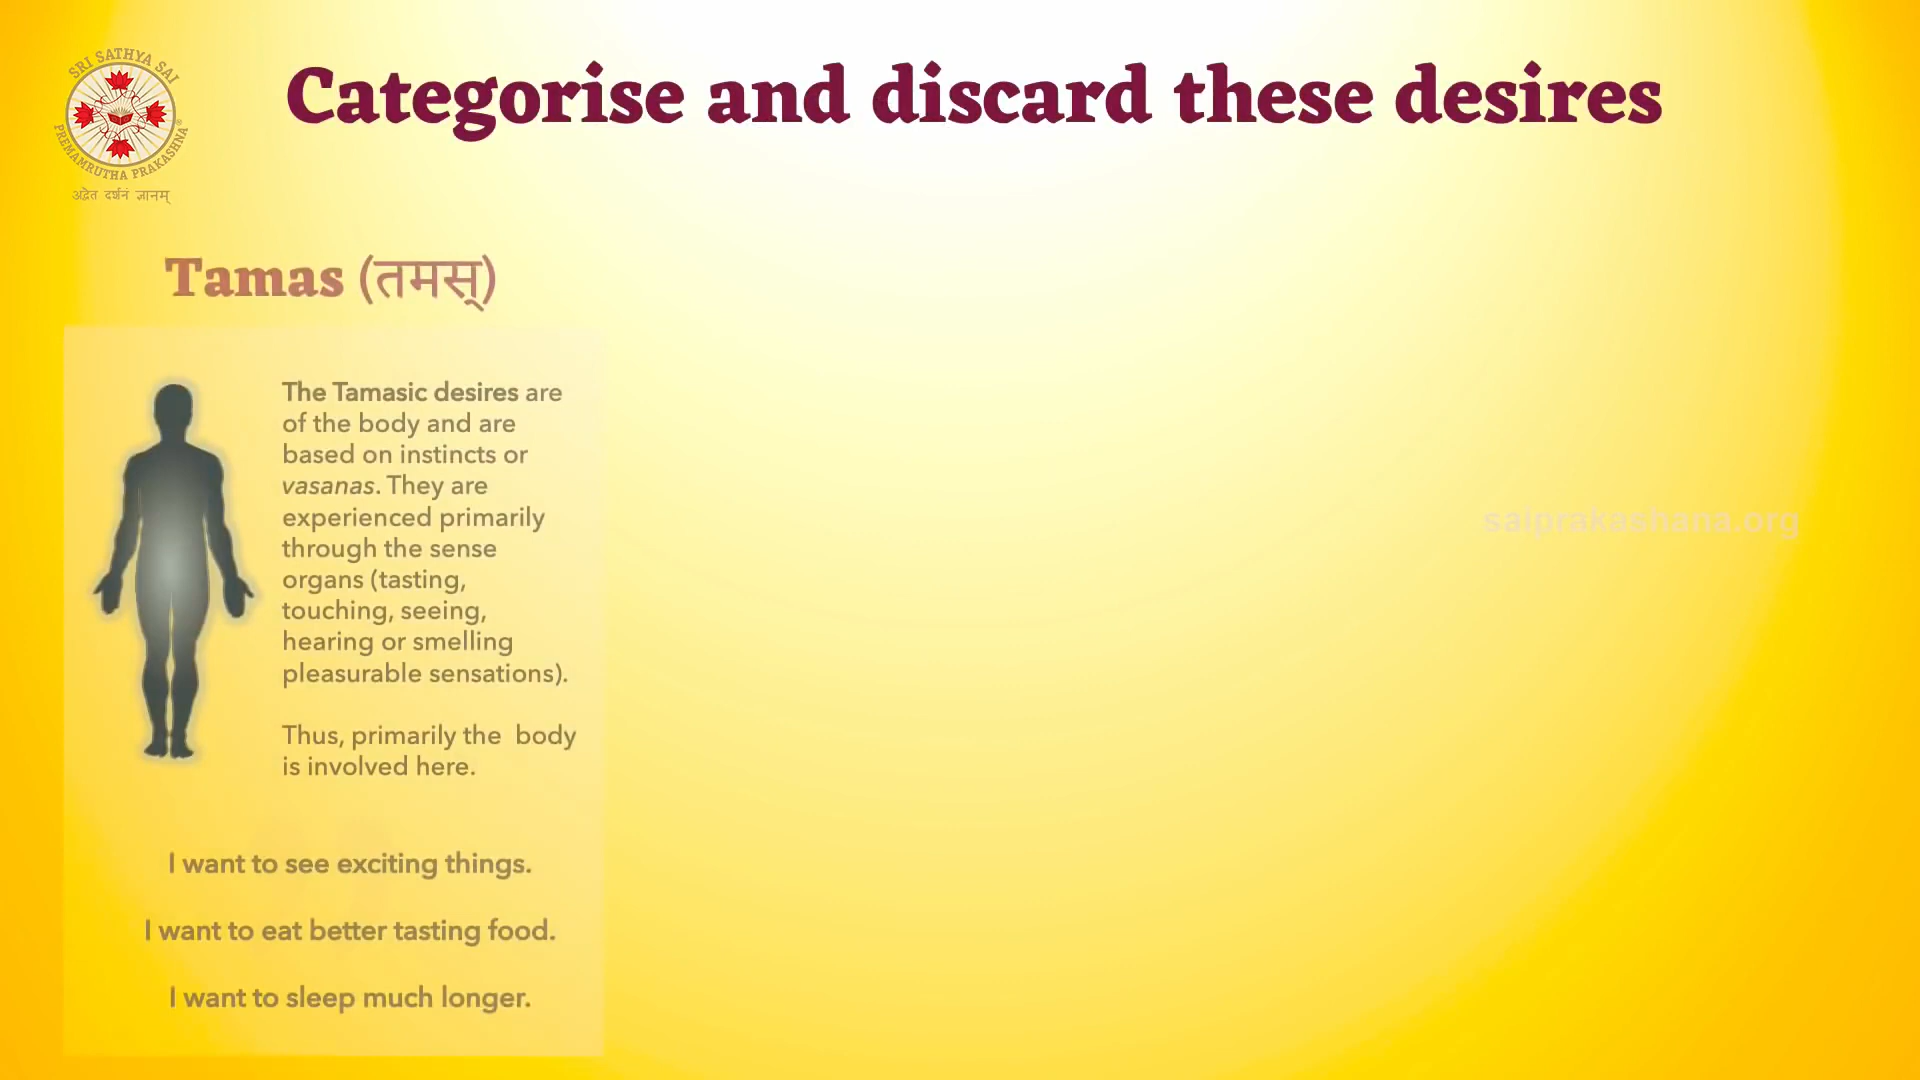 SRI SATHYA SAI
PREMAMRUTHA PRAKASHNA®
अद्वैत दर्शनं ज्ञानम्
Categorise and discard these desires
Tamas (तमस्)
The Tamasic desires are
of the body and are
based on instincts or
vasanas. They are
experienced primarily
through the sense
organs (tasting,
touching, seeing,
hearing or smelling
pleasurable sensations).
Thus, primarily the body
is involved here.
I want to see exciting things.
I want to eat better tasting food.
I want to sleep much longer.
saiprakashana.org